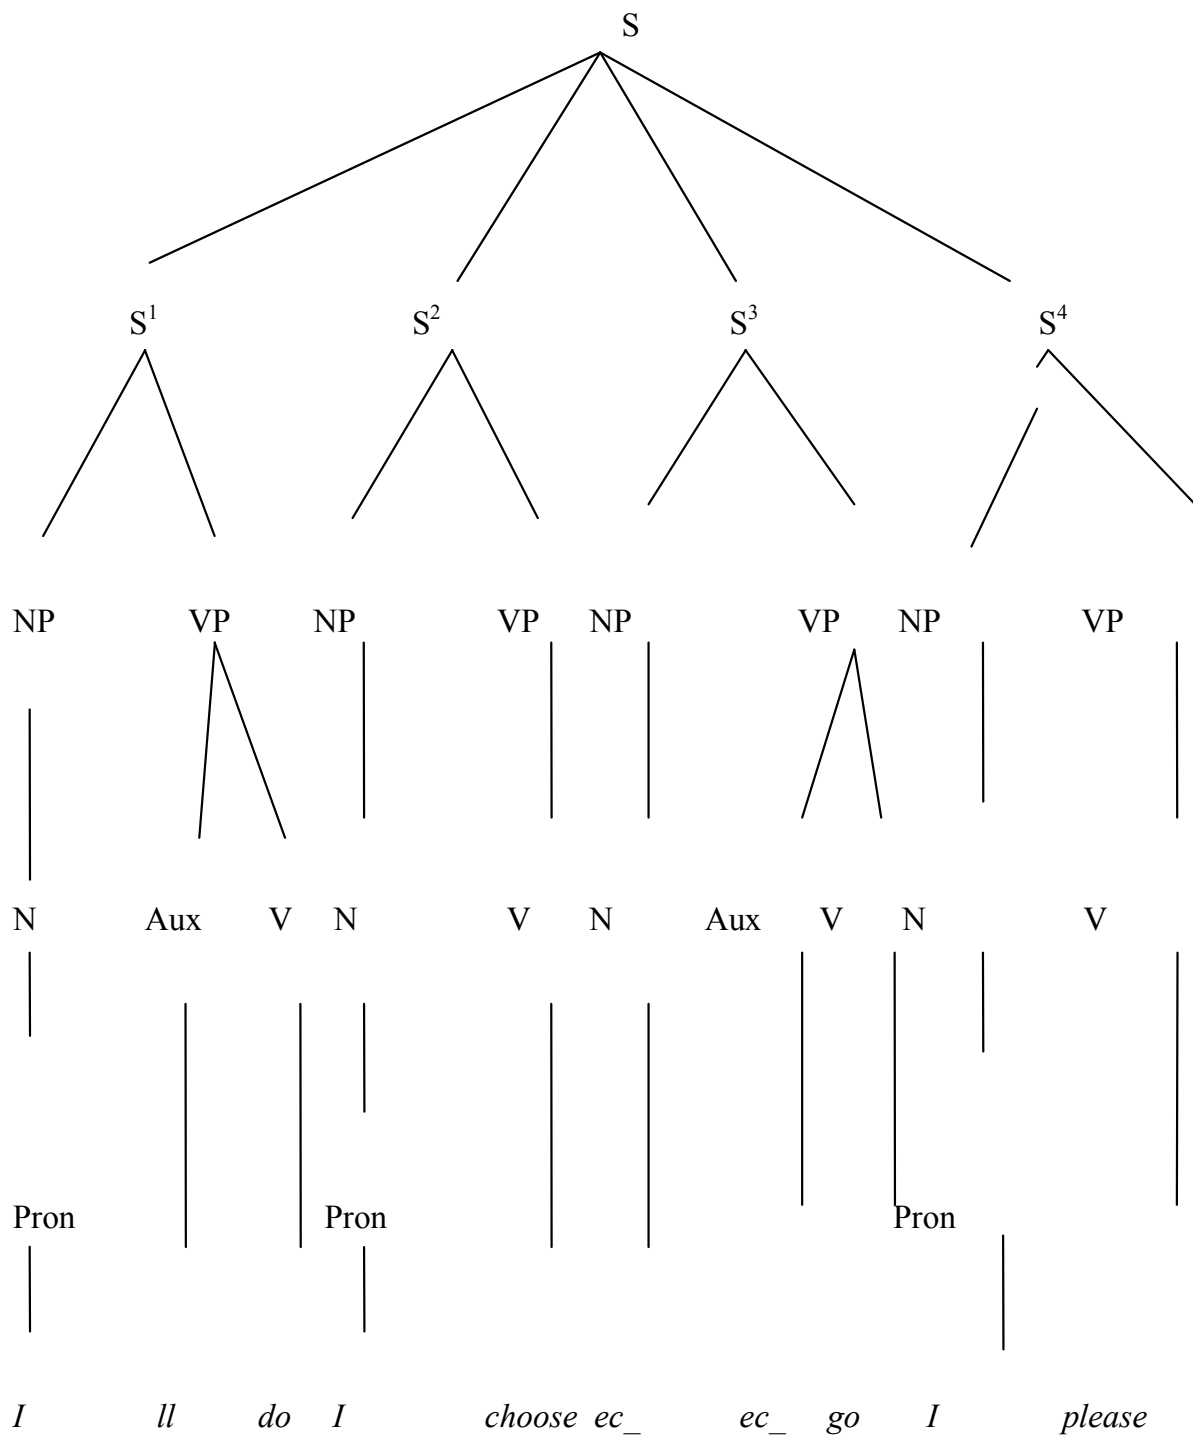 S
S¹ S² S³ S⁴
NP VP NP VP NP VP NP VP
N Aux V N V N Aux V N V
Pron Pron Pron
I ll do I choose ec_ ec_ go I please